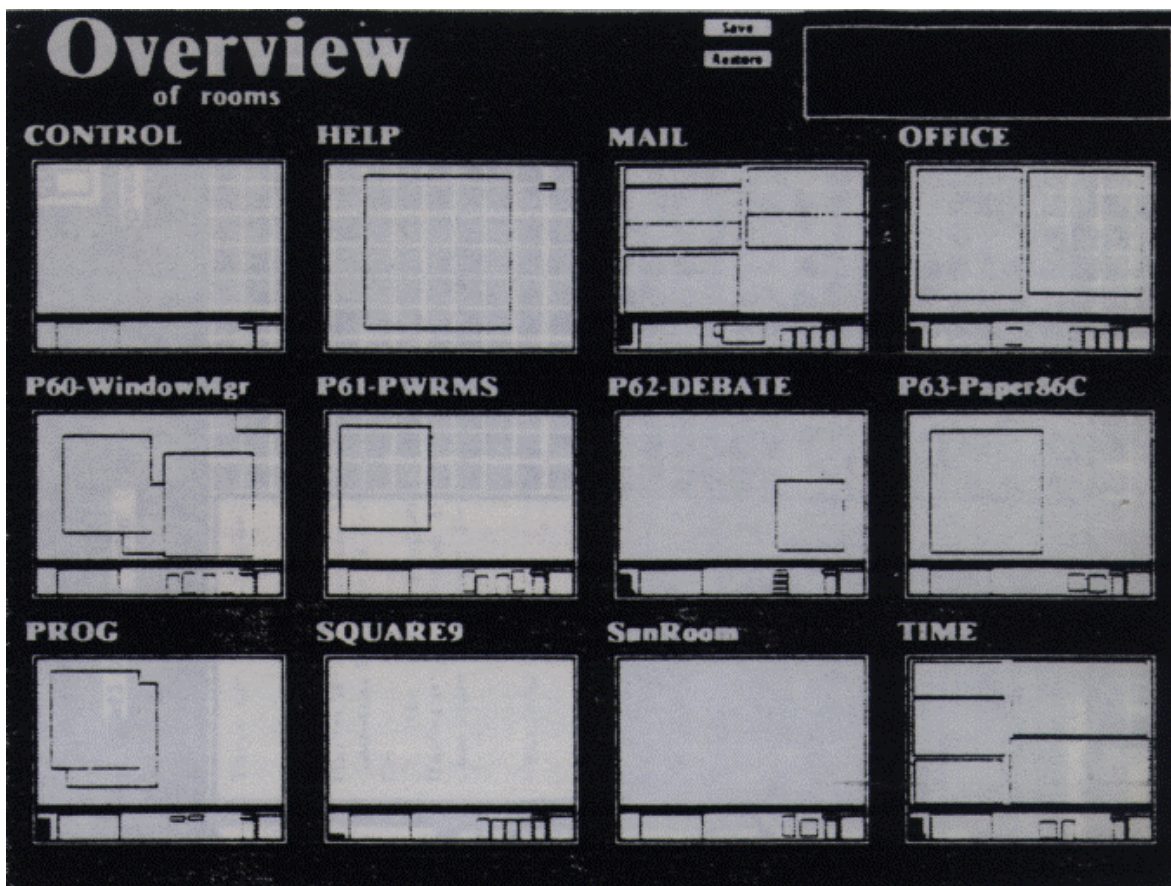 Overview
of rooms
Save
Restore
CONTROL
HELP
MAIL
OFFICE
P60-WindowMgr
P61-PWRMS
P62-DEBATE
P63-Paper86C
PROG
SQUARE9
SunRoom
TIME